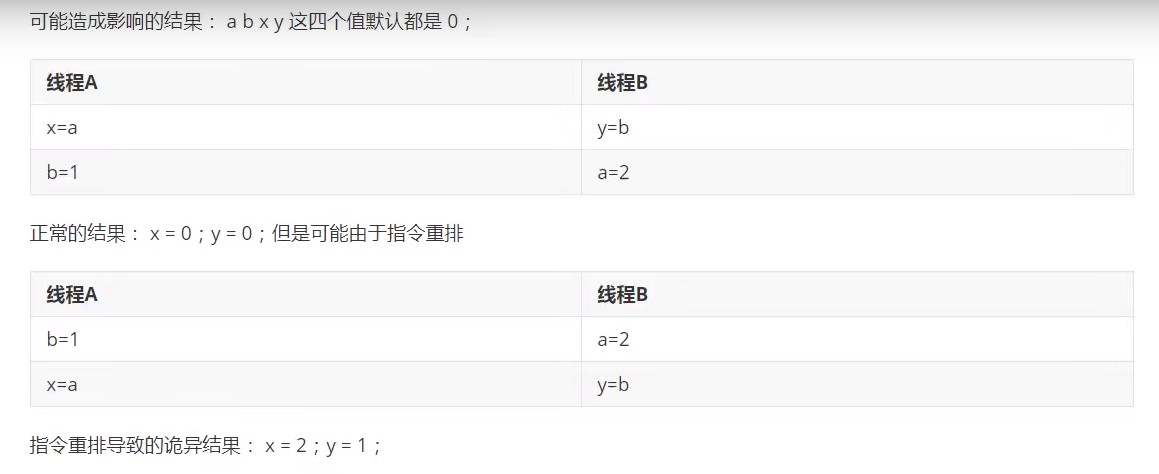 可能造成影响的结果： a b x y 这四个值默认都是 0；
线程A 线程B
x=a y=b
b=1 a=2
正常的结果： x = 0；y = 0；但是可能由于指令重排
线程A 线程B
b=1 a=2
x=a y=b
指令重排导致的诡异结果： x = 2；y = 1；